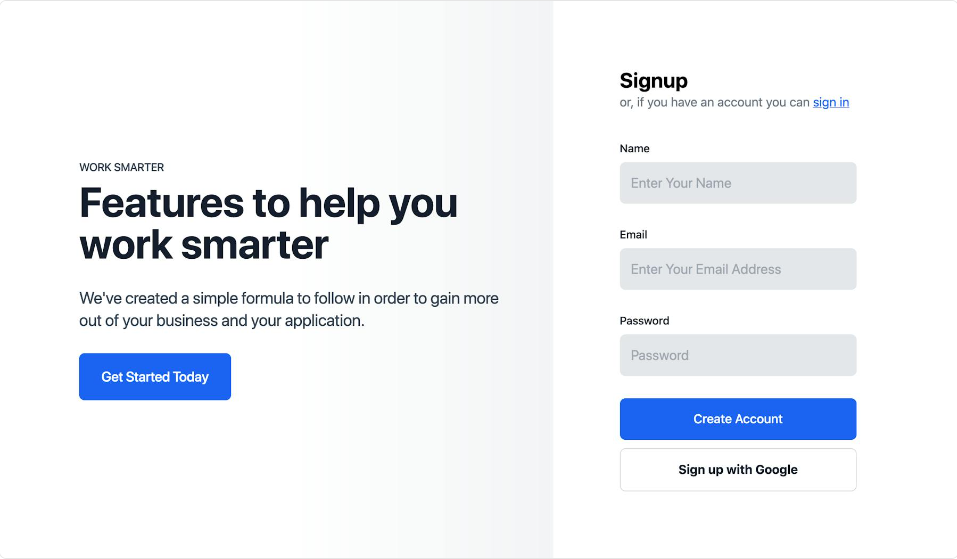 WORK SMARTER
Features to help you
work smarter
We've created a simple formula to follow in order to gain more
out of your business and your application.
Get Started Today
Signup
or, if you have an account you can sign in
Name
Enter Your Name
Email
Enter Your Email Address
Password
Password
Create Account
Sign up with Google